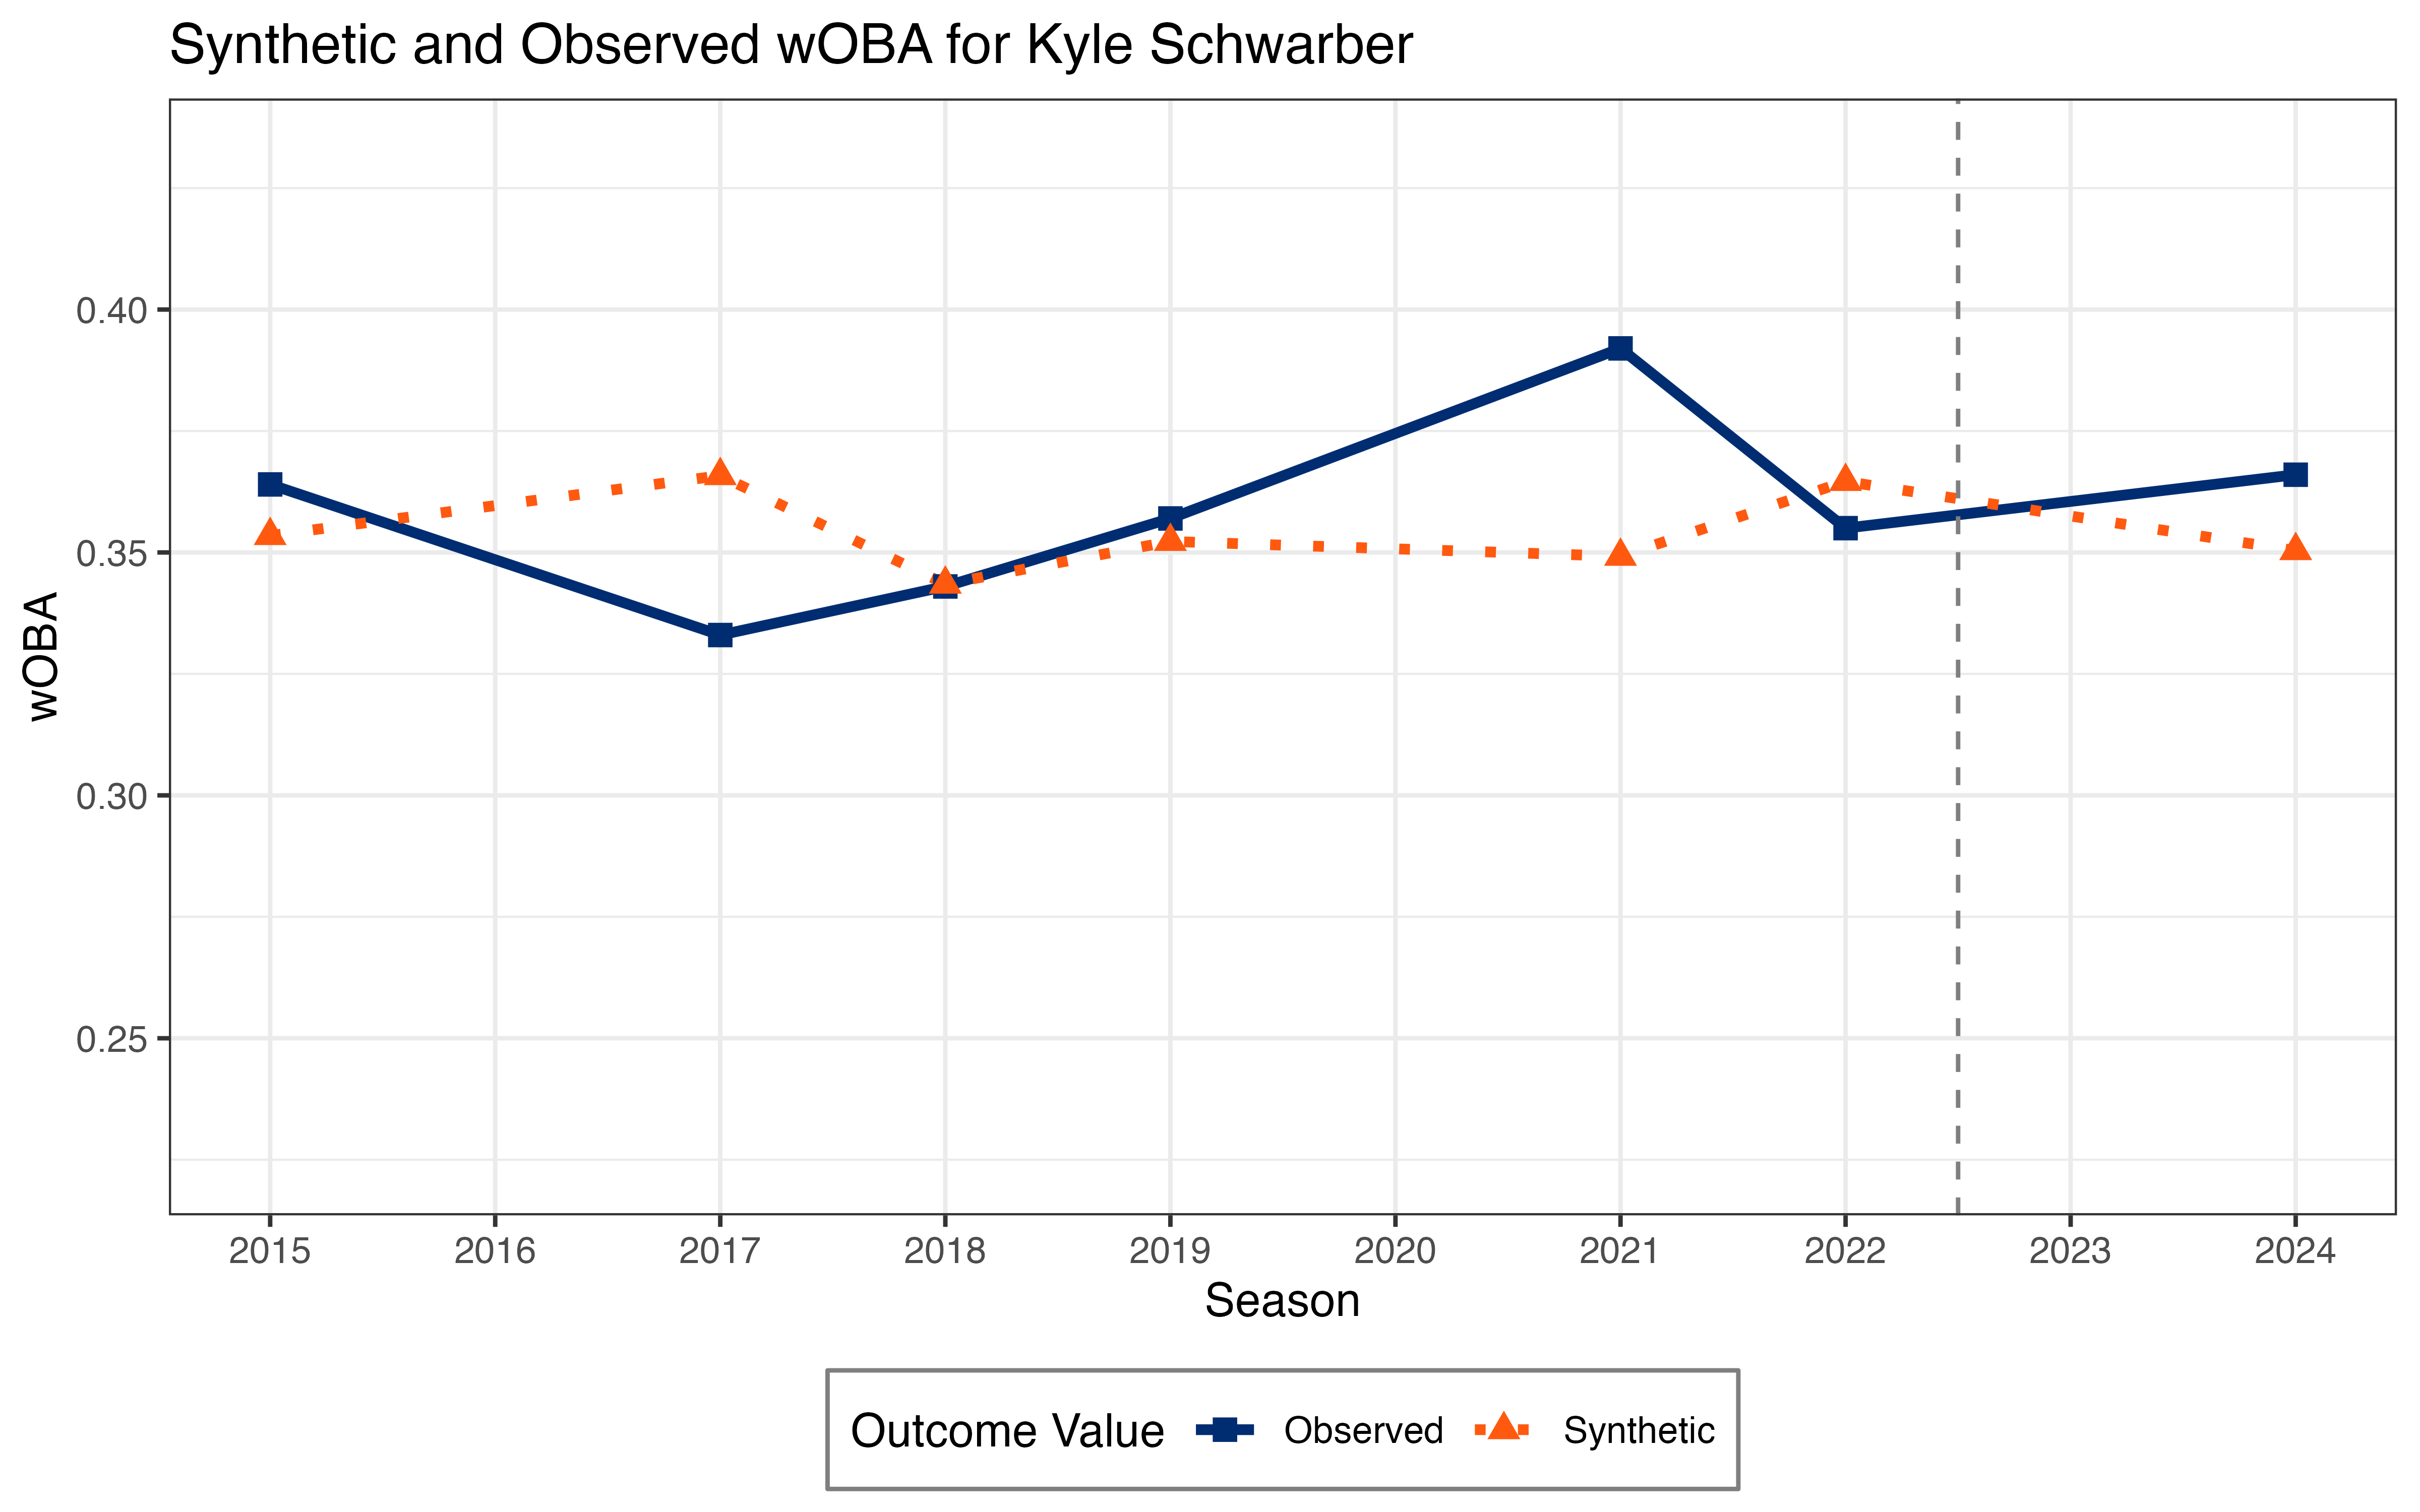 Synthetic and Observed wOBA for Kyle Schwarber
wOBA
0.40
0.35
0.30
0.25
2015 2016 2017 2018 2019 2020 2021 2022 2023 2024
Season
Outcome Value Observed Synthetic